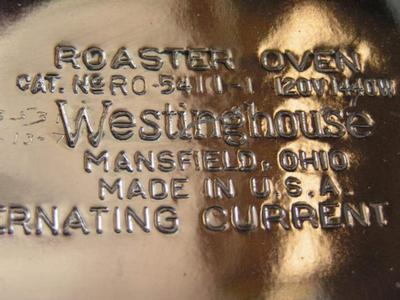 ROASTER OVEN
CAT. No RO-5411-1 120V 1440W
Westinghouse
MANSFIELD, OHIO
MADE IN U.S.A.
ERNATING CURRENT